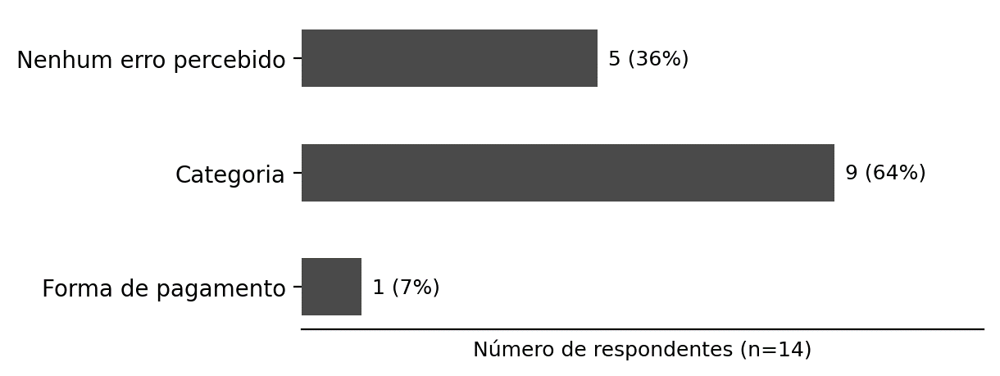 Nenhum erro percebido 5 (36%)
Categoria 9 (64%)
Forma de pagamento 1 (7%)
Número de respondentes (n=14)